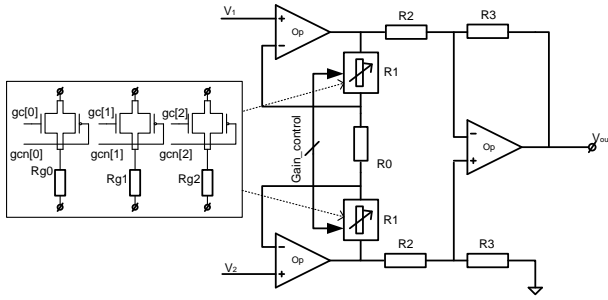 V1
+
Op
−
R2
R3
R1
gc[0]
gc[1]
gc[2]
gcn[0]
gcn[1]
gcn[2]
Rg0
Rg1
Rg2
Gain_control
R0
−
+
Op
Vou
R1
−
+
Op
V2
R2
R3